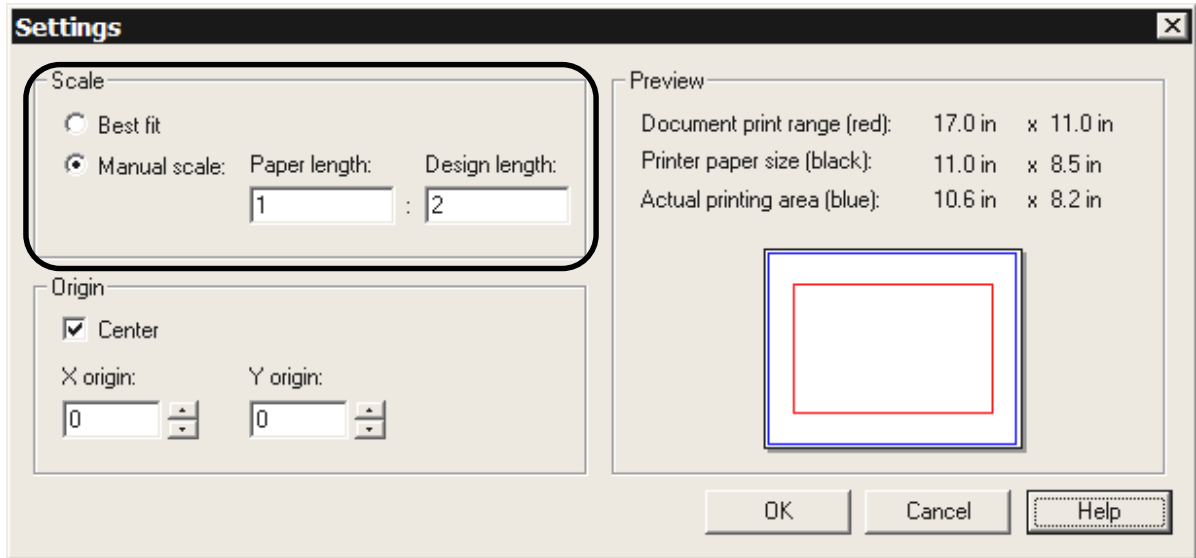 Settings
Scale
Best fit
Manual scale: Paper length: Design length:
1 : 2
Origin
Center
X origin: Y origin:
0 0
Preview
Document print range (red): 17.0 in x 11.0 in
Printer paper size (black): 11.0 in x 8.5 in
Actual printing area (blue): 10.6 in x 8.2 in
OK Cancel Help